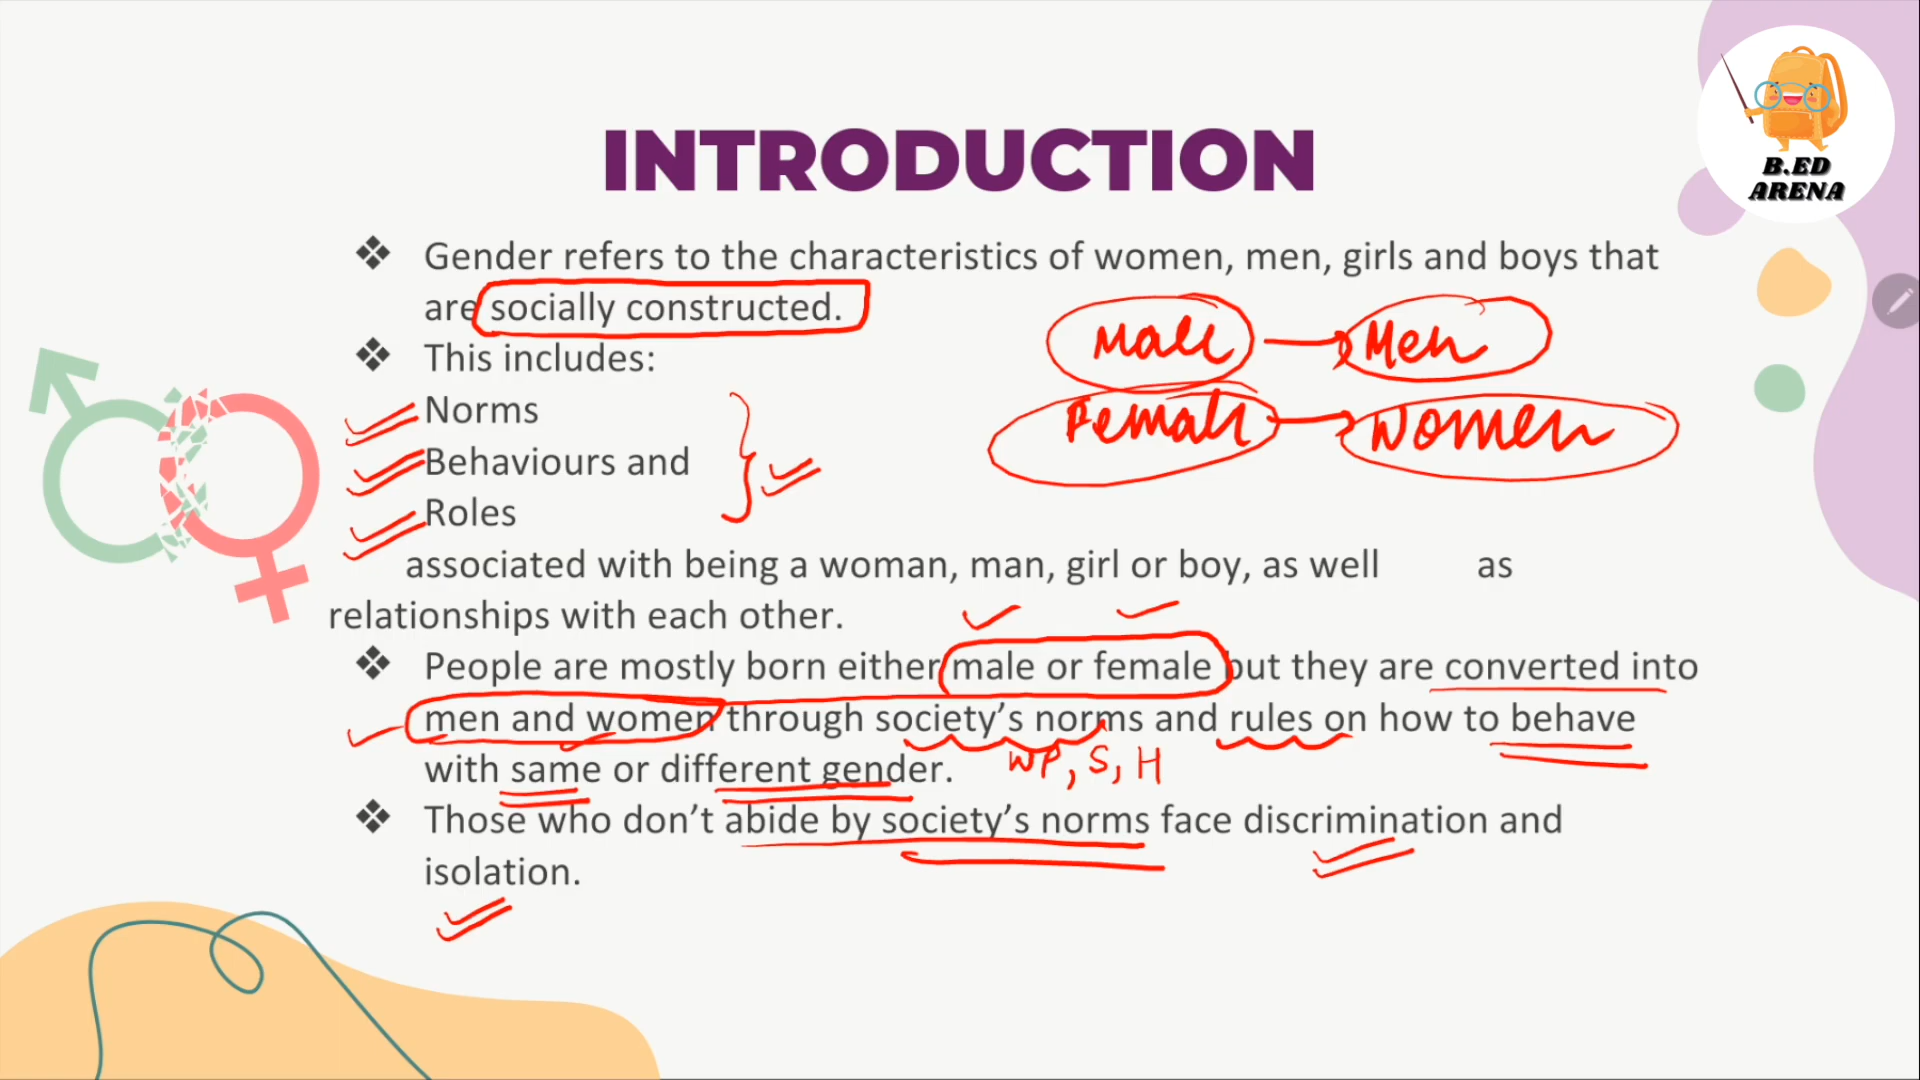 B.ED
ARENA
INTRODUCTION
❖ Gender refers to the characteristics of women, men, girls and boys that
are socially constructed.
Male → Men
❖ This includes:
Norms
Female → Women
Behaviours and
Roles
associated with being a woman, man, girl or boy, as well as
relationships with each other.
❖ People are mostly born either male or female but they are converted into
men and women through society’s norms and rules on how to behave
with same or different gender.
WP, S, H
❖ Those who don’t abide by society’s norms face discrimination and
isolation.